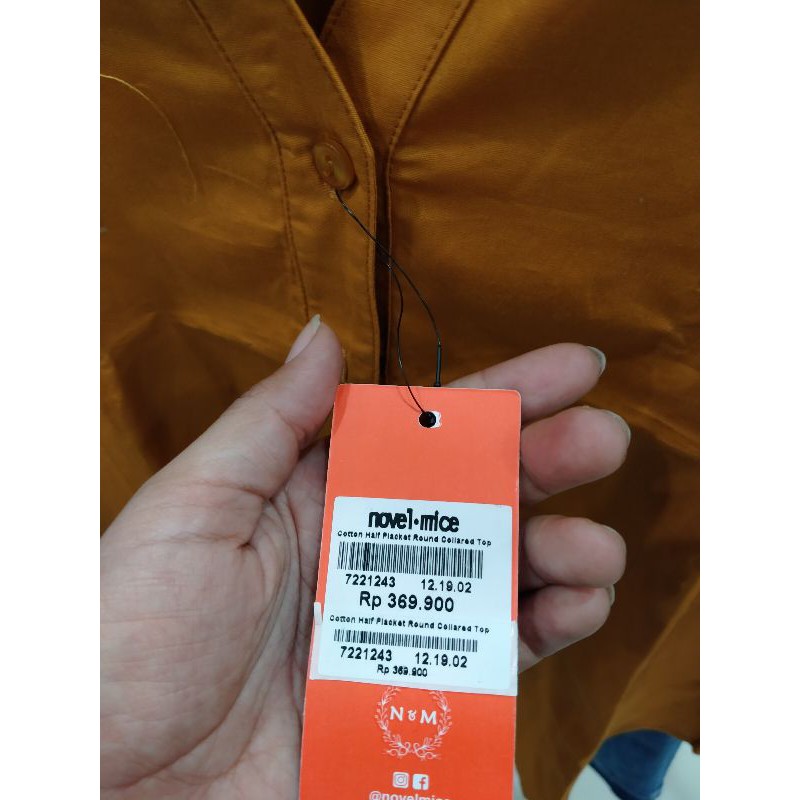 novel·mice
Cotton Half Placket Round Collared Top
7221243 12.19.02
Rp 369.900
Cotton Half Placket Round Collared Top
7221243 12.19.02
Rp 369.900
N & M
@novelmice